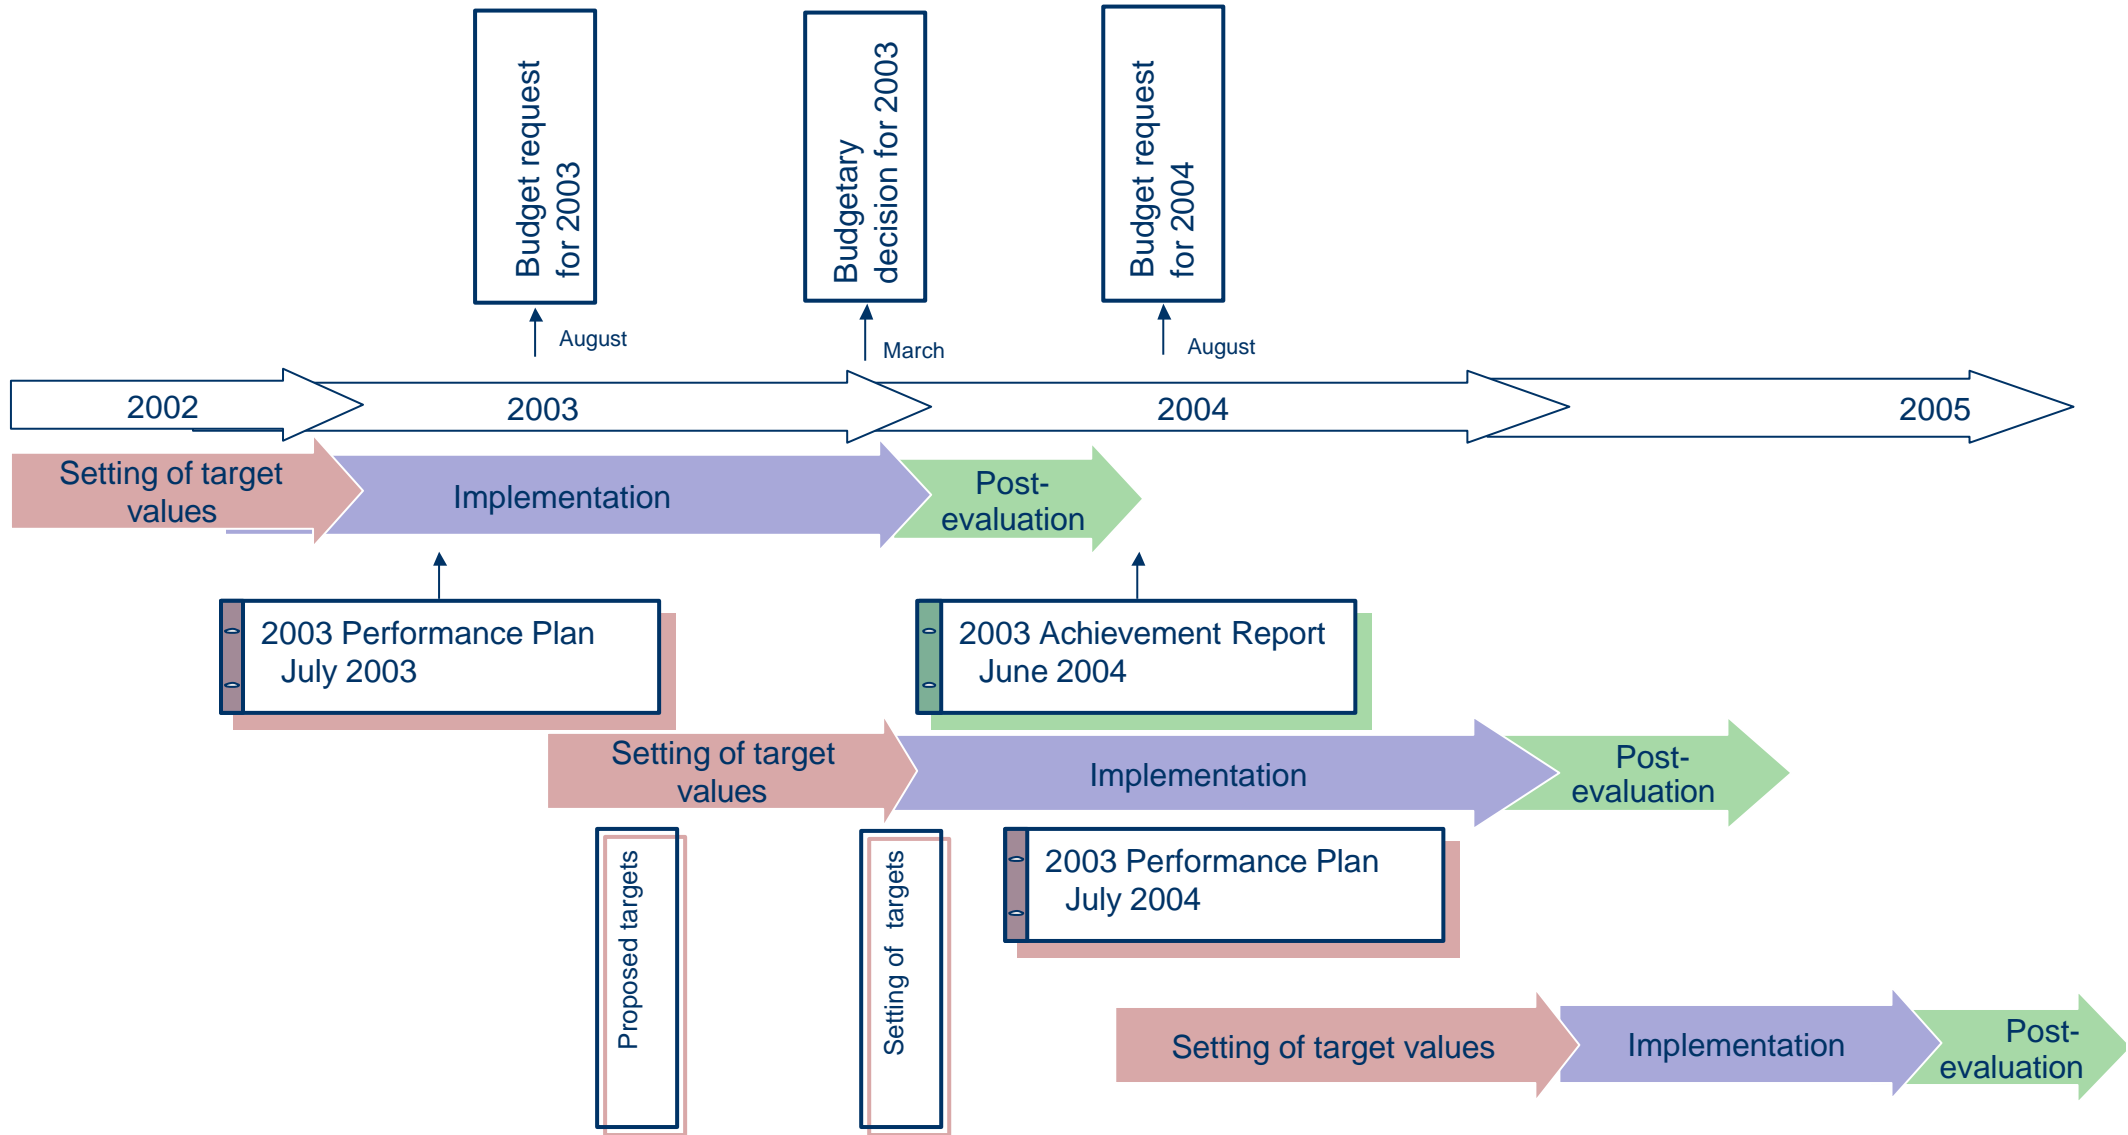 Budget request
for 2003
Budgetary
decision for 2003
Budget request
for 2004
August
March
August
2002
2003
2004
2005
Setting of target
values
Implementation
Post-
evaluation
2003 Performance Plan
July 2003
2003 Achievement Report
June 2004
Setting of target
values
Implementation
Post-
evaluation
Proposed targets
Setting of targets
2003 Performance Plan
July 2004
Setting of target values
Implementation
Post-
evaluation